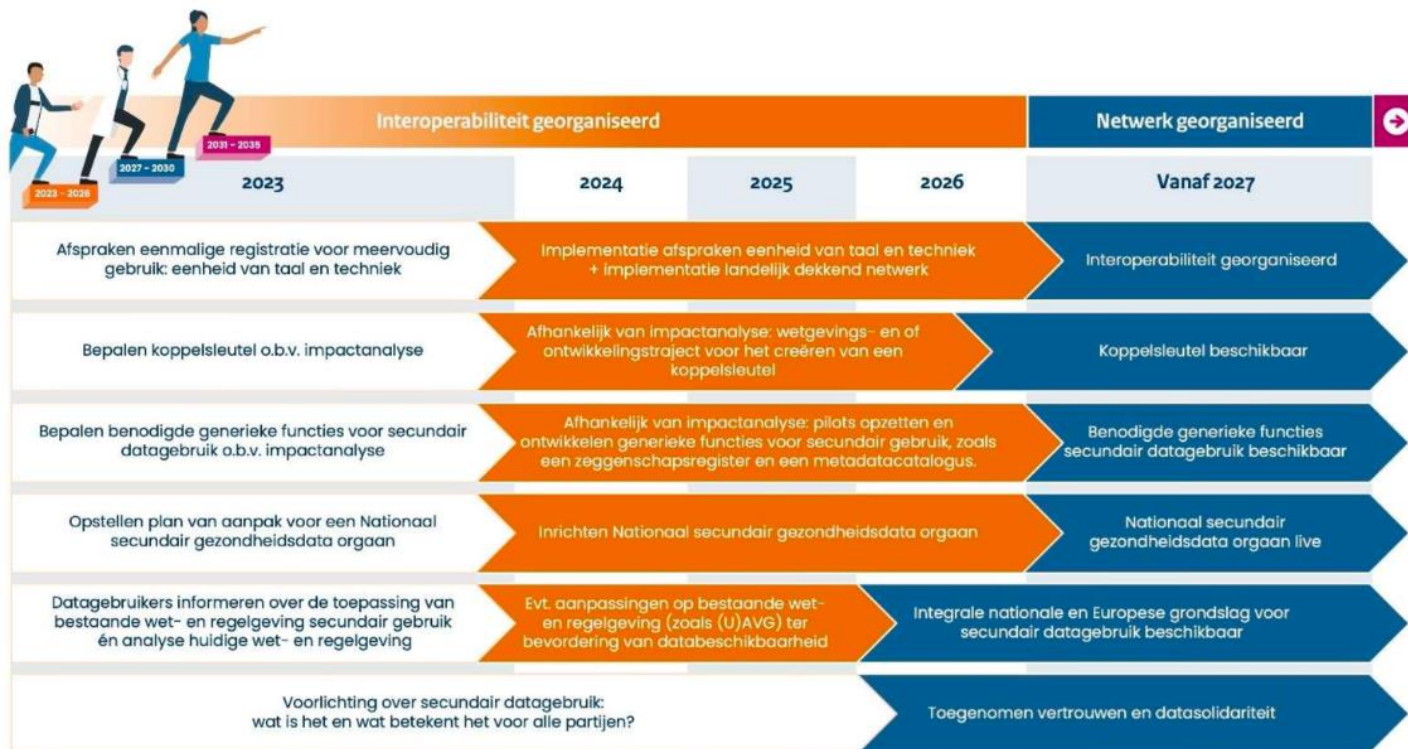 2031 – 2035
2027 – 2030
2023 – 2026
Interoperabiliteit georganiseerd
Netwerk georganiseerd
2023
2024
2025
2026
Vanaf 2027
Afspraken eenmalige registratie voor meervoudig
gebruik: eenheid van taal en techniek
Implementatie afspraken eenheid van taal en techniek
+ implementatie landelijk dekkend netwerk
Interoperabiliteit georganiseerd
Bepalen koppelsleutel o.b.v. impactanalyse
Afhankelijk van impactanalyse: wetgevings- en of
ontwikkelingstraject voor het creëren van een
koppelsleutel
Koppelsleutel beschikbaar
Bepalen benodigde generieke functies voor secundair
datagebruik o.b.v. impactanalyse
Afhankelijk van impactanalyse: pilots opzetten en
ontwikkelen generieke functies voor secundair gebruik, zoals
een zeggenschapsregister en een metadatacatalogus.
Benodigde generieke functies
secundair datagebruik beschikbaar
Opstellen plan van aanpak voor een Nationaal
secundair gezondheidsdata orgaan
Inrichten Nationaal secundair gezondheidsdata orgaan
Nationaal secundair
gezondheidsdata orgaan live
Datagebruikers informeren over de toepassing van
bestaande wet- en regelgeving secundair gebruik
én analyse huidige wet- en regelgeving
Evt. aanpassingen op bestaande wet-
en regelgeving (zoals (U)AVG) ter
bevordering van databeschikbaarheid
Integrale nationale en Europese grondslag voor
secundair datagebruik beschikbaar
Voorlichting over secundair datagebruik:
wat is het en wat betekent het voor alle partijen?
Toegenomen vertrouwen en datasolidariteit